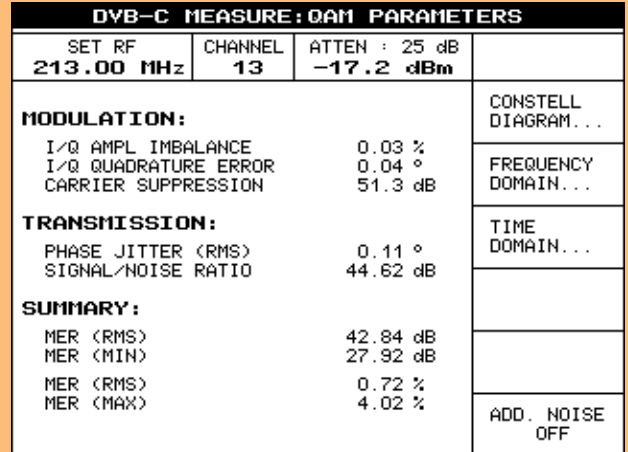 DVB-C MEASURE:QAM PARAMETERS
SET RF
213.00 MHz
CHANNEL
13
ATTEN : 25 dB
-17.2 dBm
MODULATION:
I/Q AMPL IMBALANCE 0.03 %
I/Q QUADRATURE ERROR 0.04 °
CARRIER SUPPRESSION 51.3 dB
TRANSMISSION:
PHASE JITTER (RMS) 0.11 °
SIGNAL/NOISE RATIO 44.62 dB
SUMMARY:
MER (RMS) 42.84 dB
MER (MIN) 27.92 dB
MER (RMS) 0.72 %
MER (MAX) 4.02 %
CONSTELL
DIAGRAM...
FREQUENCY
DOMAIN...
TIME
DOMAIN...
ADD. NOISE
OFF